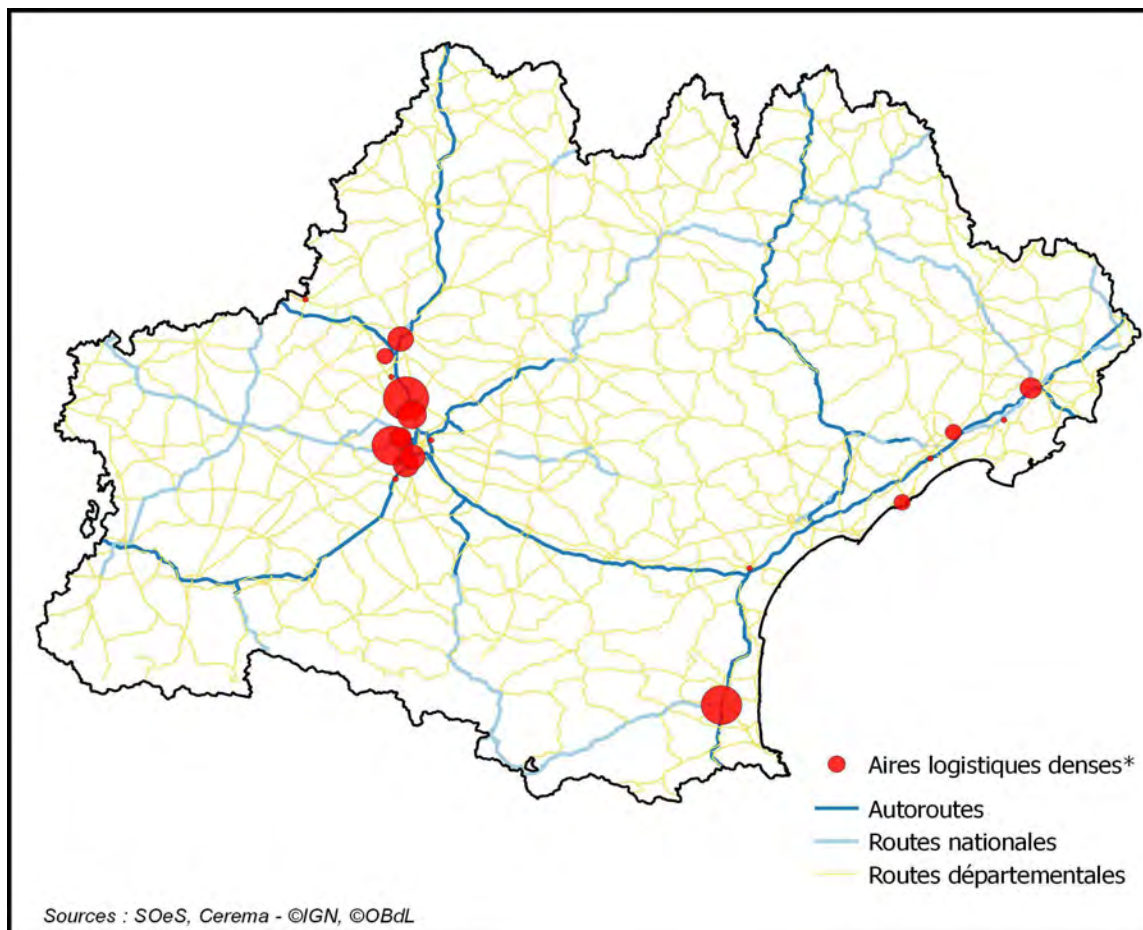 Aires logistiques denses*
Autoroutes
Routes nationales
Routes départementales
Sources : SOeS, Cerema - ©IGN, ©OBdL